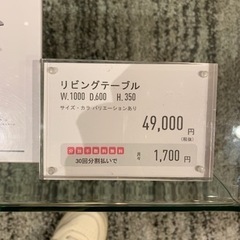 リビングテーブル
W.1000 D.600 H.350
サイズ・カラーバリエーションあり
49,000円
(税抜)
30回分割払いで
月々 1,700円